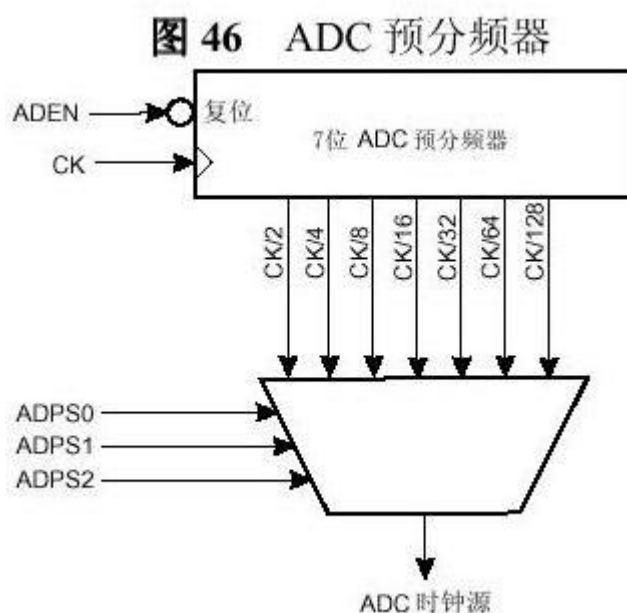 图 46 ADC 预分频器
ADEN
复位
7位 ADC 预分频器
CK
CK/2
CK/4
CK/8
CK/16
CK/32
CK/64
CK/128
ADPS0
ADPS1
ADPS2
ADC 时钟源